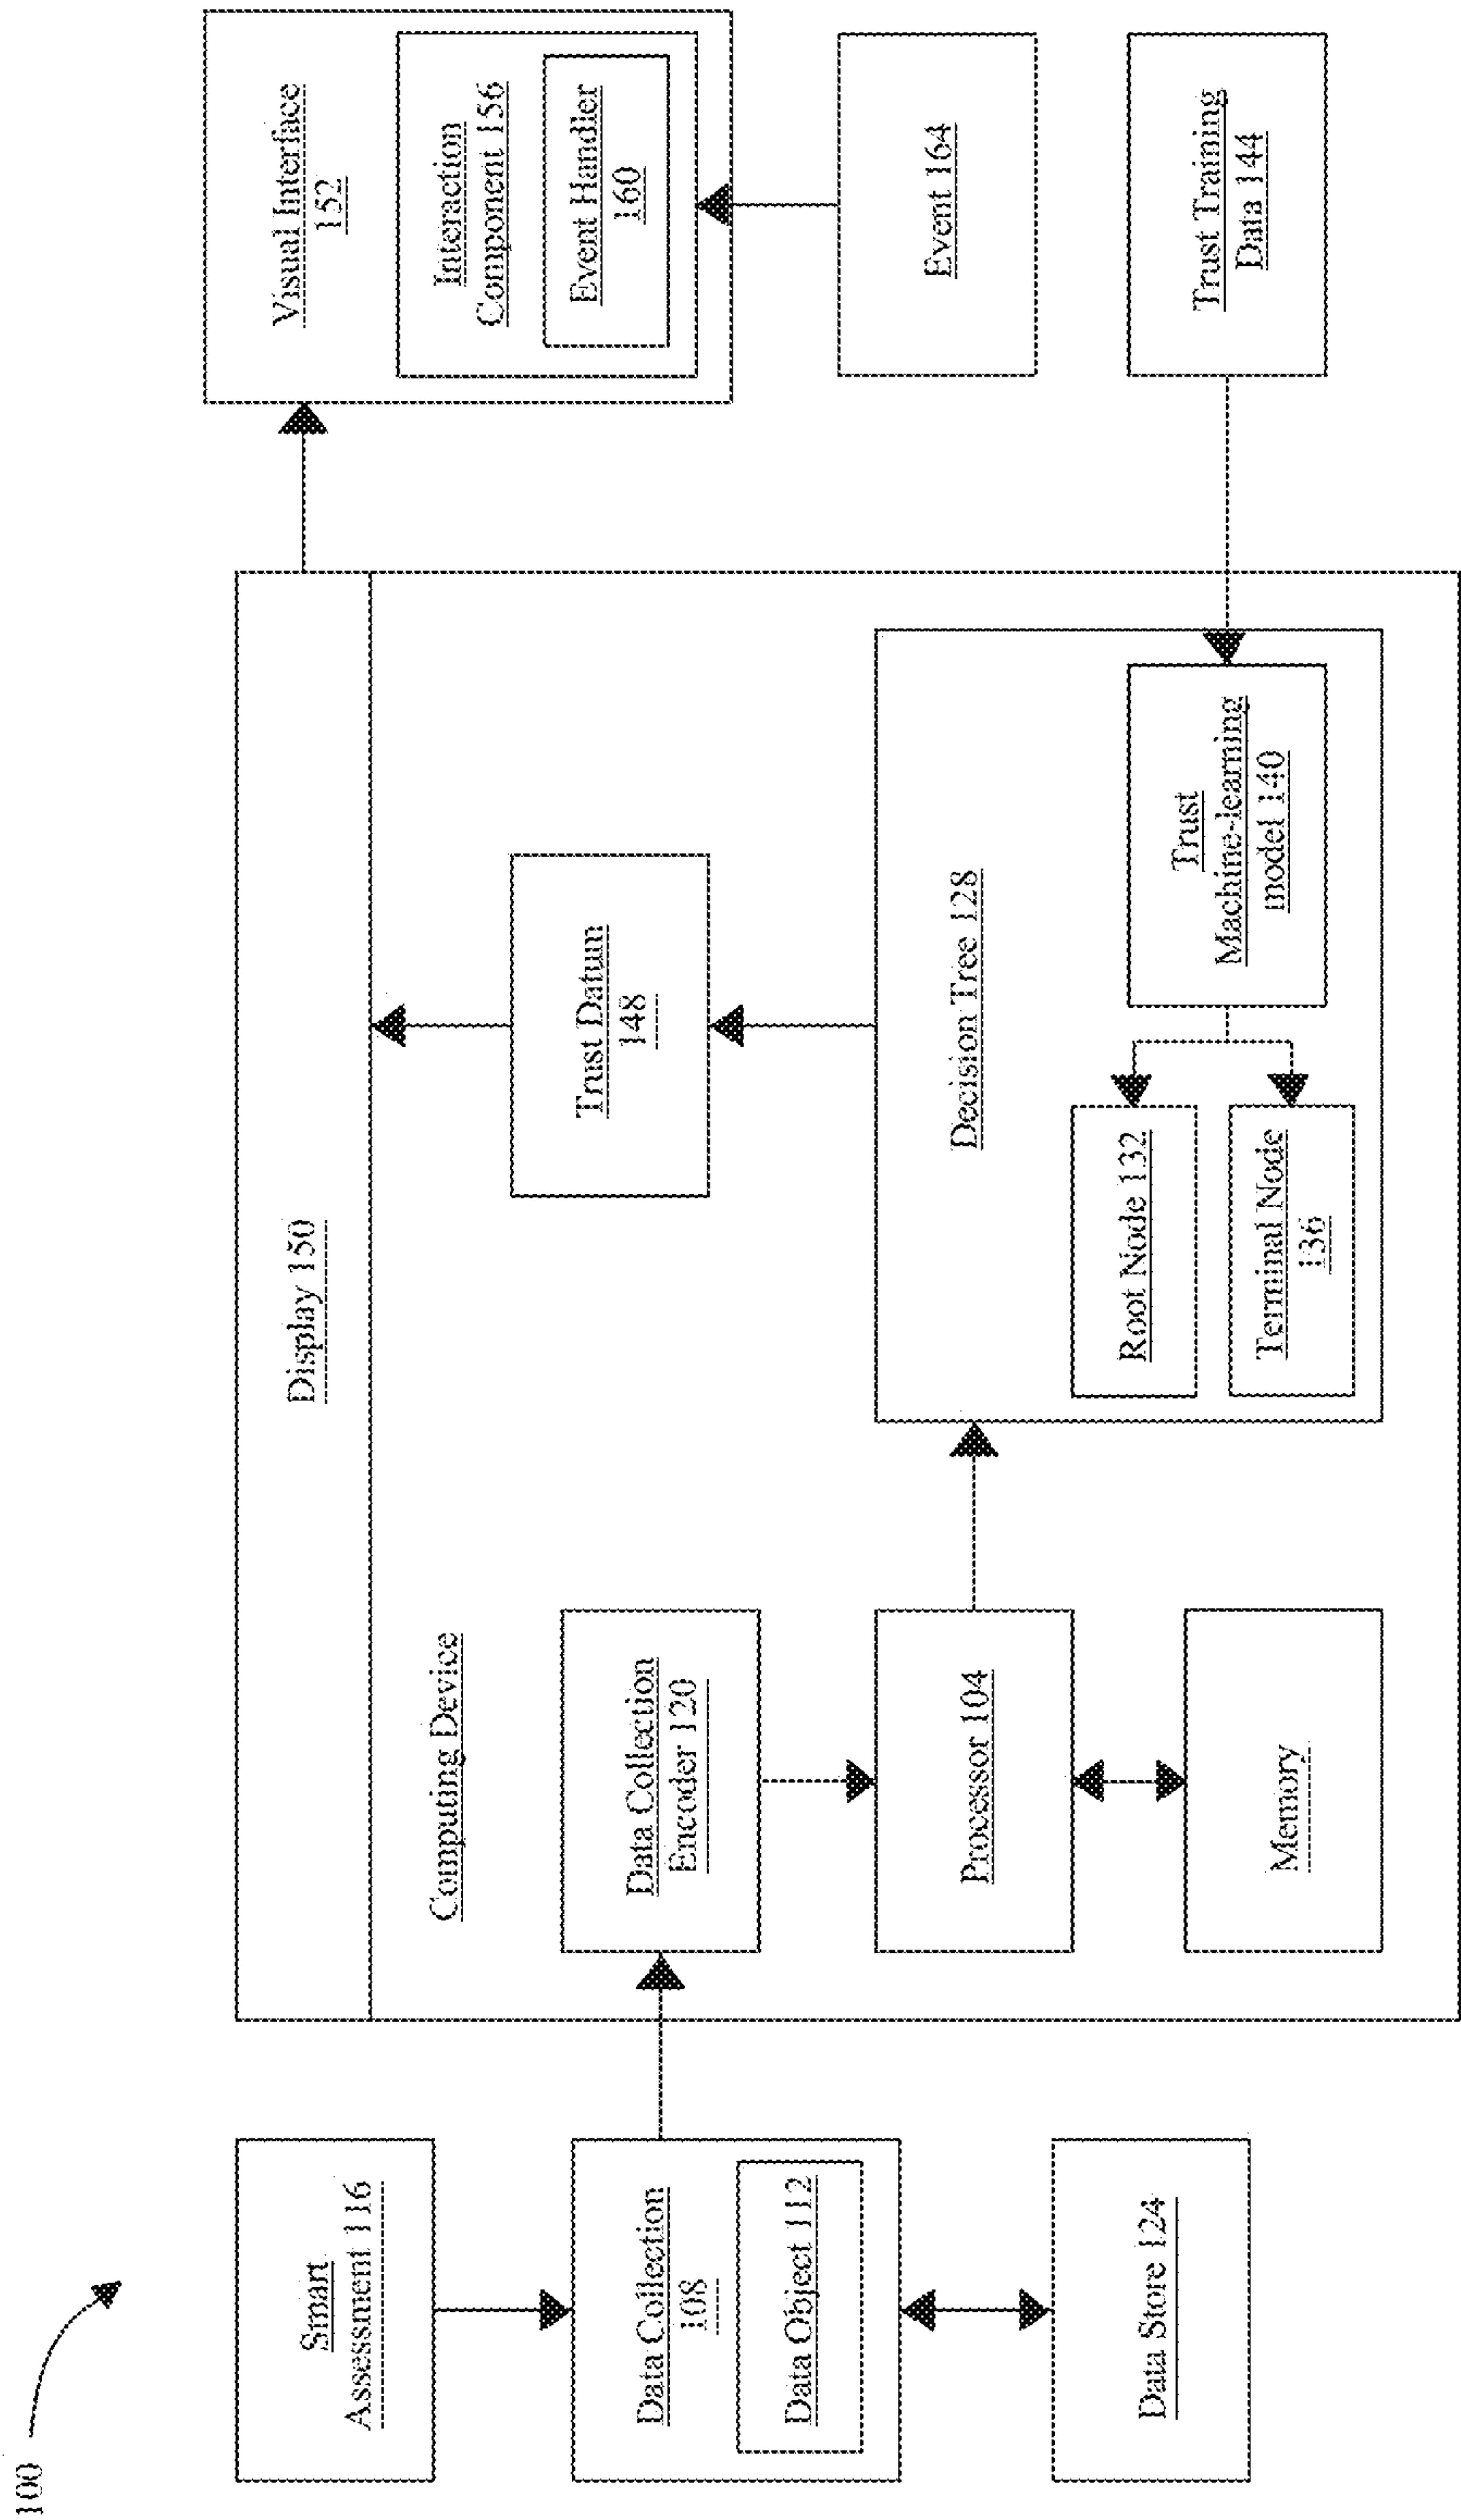 100
Smart
Assessment 116
Data Collection
108
Data Object 112
Data Store 124
Display 150
Computing Device
Data Collection
Encoder 120
Processor 104
Memory
Trust Datum
148
Decision Tree 128
Root Node 132
Terminal Node
136
Trust
Machine-learning
model 140
Visual Interface
152
Interaction
Component 156
Event Handler
160
Event 164
Trust Training
Data 144